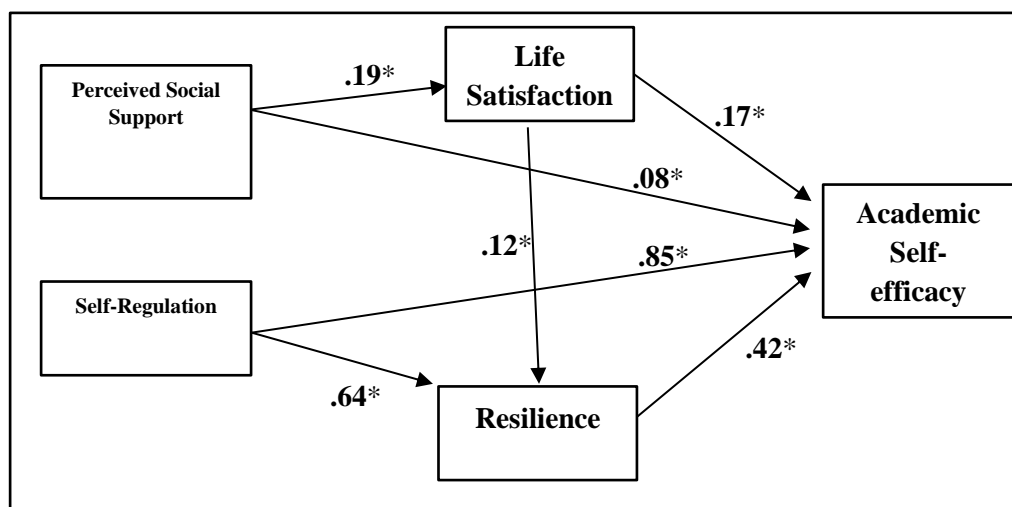 Life
Satisfaction
Perceived Social
Support
.19*
.17*
.08*
Academic
Self-
efficacy
.12*
.85*
Self-Regulation
.42*
.64*
Resilience